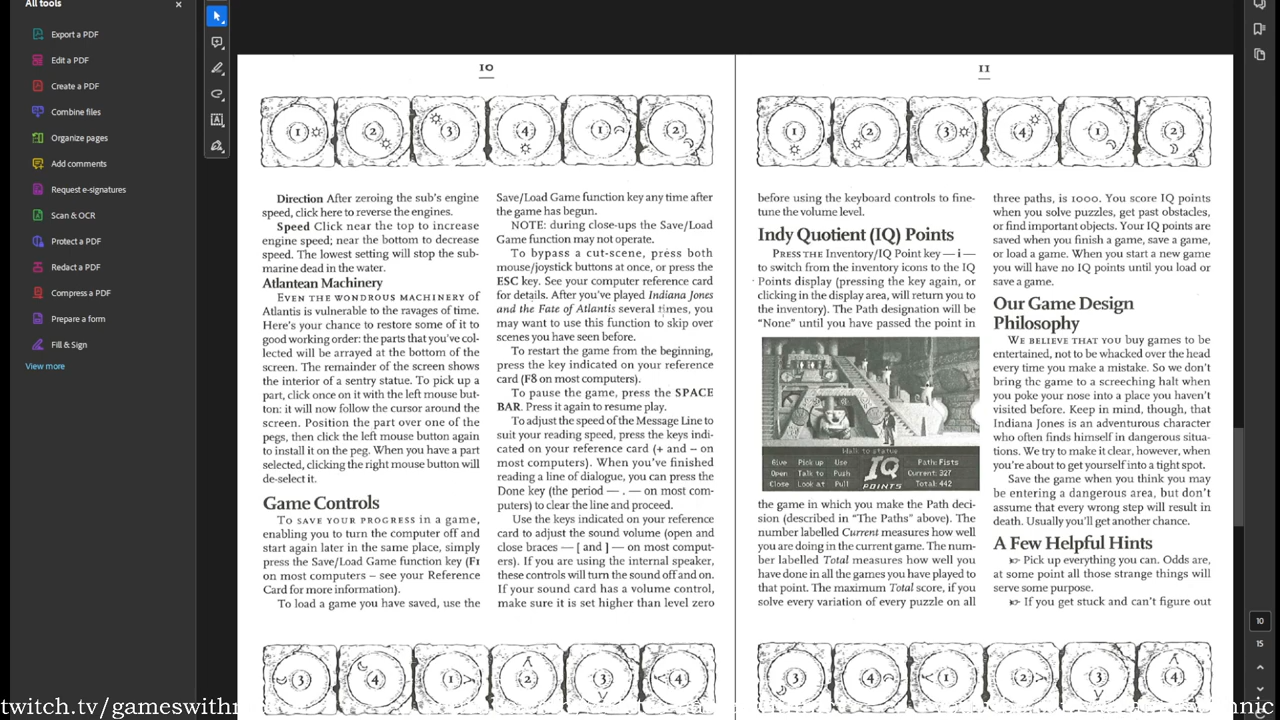 All tools
Export a PDF
Edit a PDF
Create a PDF
Combine files
Organize pages
Add comments
Request e-signatures
Scan & OCR
Protect a PDF
Redact a PDF
Compress a PDF
Prepare a form
Fill & Sign
View more
10
1
2
3
4
1
2
Direction After zeroing the sub's engine
speed, click here to reverse the engines.
Speed Click near the top to increase
engine speed; near the bottom to decrease
speed. The lowest setting will stop the sub-
marine dead in the water.
Atlantean Machinery
EVEN THE WONDROUS MACHINERY of
Atlantis is vulnerable to the ravages of time.
Here's your chance to restore some of it to
good working order: the parts that you've col-
lected will be arrayed at the bottom of the
screen. The remainder of the screen shows
the interior of a sentry statue. To pick up a
part, click once on it with the left mouse but-
ton: it will now follow the cursor around the
screen. Position the part over one of the
pegs, then click the left mouse button again
to install it on the peg. When you have a part
selected, clicking the right mouse button will
de-select it.
Game Controls
TO SAVE YOUR PROGRESS in a game,
enabling you to turn the computer off and
start again later in the same place, simply
press the Save/Load Game function key (F1
on most computers – see your Reference
Card for more information).
To load a game you have saved, use the
Save/Load Game function key any time after
the game has begun.
NOTE: during close-ups the Save/Load
Game function may not operate.
To bypass a cut-scene, press both
mouse/joystick buttons at once, or press the
ESC key. See your computer reference card
for details. After you've played Indiana Jones
and the Fate of Atlantis several times, you
may want to use this function to skip over
scenes you have seen before.
To restart the game from the beginning,
press the key indicated on your reference
card (F8 on most computers).
To pause the game, press the SPACE
BAR. Press it again to resume play.
To adjust the speed of the Message Line to
suit your reading speed, press the keys indi-
cated on your reference card (+ and – on
most computers). When you've finished
reading a line of dialogue, you can press the
Done key (the period — . — on most com-
puters) to clear the line and proceed.
Use the keys indicated on your reference
card to adjust the sound volume (open and
close braces — [ and ] — on most comput-
ers). If you are using the internal speaker,
these controls will turn the sound off and on.
If your sound card has a volume control,
make sure it is set higher than level zero
3
4
1
2
3
4
11
1
2
3
4
1
2
before using the keyboard controls to fine-
tune the volume level.
Indy Quotient (IQ) Points
PRESS THE Inventory/IQ Point key — i —
to switch from the inventory icons to the IQ
Points display (pressing the key again, or
clicking in the display area, will return you to
the inventory). The Path designation will be
"None" until you have passed the point in
Walk to statue
Give Pick up Use
Open Talk to Push
Close Look at Pull
IQ
POINTS
Path: Fists
Current: 327
Total: 442
the game in which you make the Path deci-
sion (described in "The Paths" above). The
number labelled Current measures how well
you are doing in the current game. The num-
ber labelled Total measures how well you
have done in all the games you have played to
that point. The maximum Total score, if you
solve every variation of every puzzle on all
three paths, is 1000. You score IQ points
when you solve puzzles, get past obstacles,
or find important objects. Your IQ points are
saved when you finish a game, save a game,
or load a game. When you start a new game
you will have no IQ points until you load or
save a game.
Our Game Design
Philosophy
WE BELIEVE THAT YOU buy games to be
entertained, not to be whacked over the head
every time you make a mistake. So we don't
bring the game to a screeching halt when
you poke your nose into a place you haven't
visited before. Keep in mind, though, that
Indiana Jones is an adventurous character
who often finds himself in dangerous situa-
tions. We try to make it clear, however, when
you're about to get yourself into a tight spot.
Save the game when you think you may
be entering a dangerous area, but don't
assume that every wrong step will result in
death. Usually you'll get another chance.
A Few Helpful Hints
Pick up everything you can. Odds are,
at some point all those strange things will
serve some purpose.
If you get stuck and can't figure out
3
4
1
2
3
4
10
15
twitch.tv/gameswith